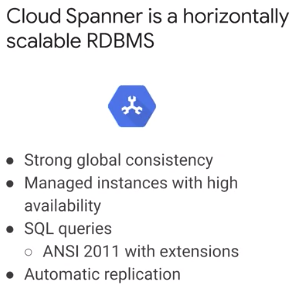 Cloud Spanner is a horizontally
scalable RDBMS
● Strong global consistency
● Managed instances with high
availability
● SQL queries
○ ANSI 2011 with extensions
● Automatic replication